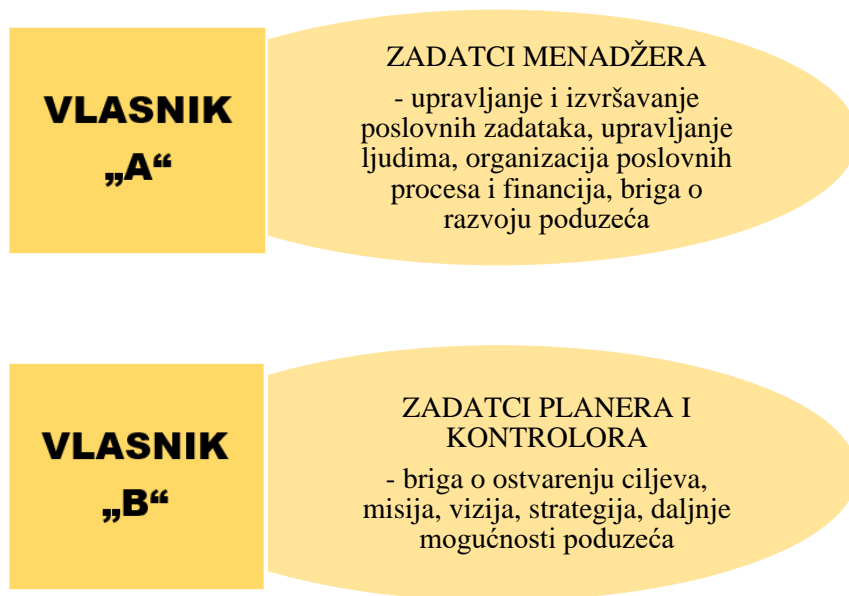 VLASNIK
„A“
ZADATCI MENADŽERA
- upravljanje i izvršavanje
poslovnih zadataka, upravljanje
ljudima, organizacija poslovnih
procesa i financija, briga o
razvoju poduzeća
VLASNIK
„B“
ZADATCI PLANERA I
KONTROLORA
- briga o ostvarenju ciljeva,
misija, vizija, strategija, daljnje
mogućnosti poduzeća